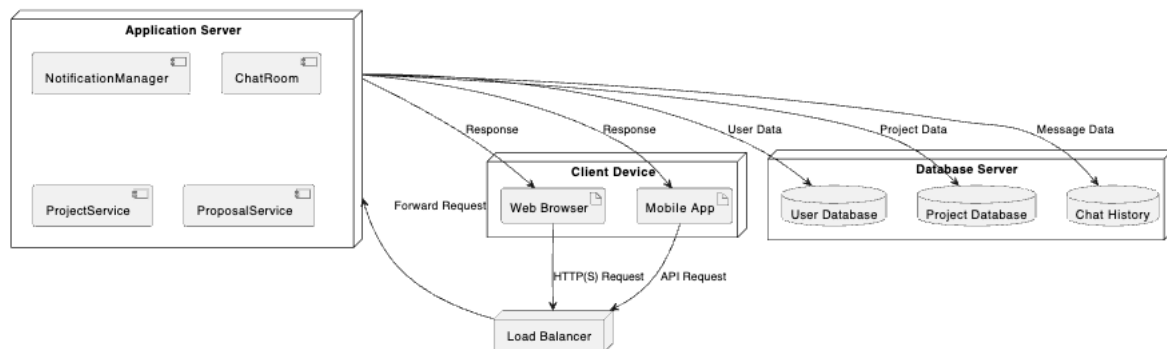 Application Server
NotificationManager
ChatRoom
ProjectService
ProposalService
Response
Response
User Data
Project Data
Message Data
Client Device
Web Browser
Mobile App
Database Server
User Database
Project Database
Chat History
Forward Request
HTTP(S) Request
API Request
Load Balancer